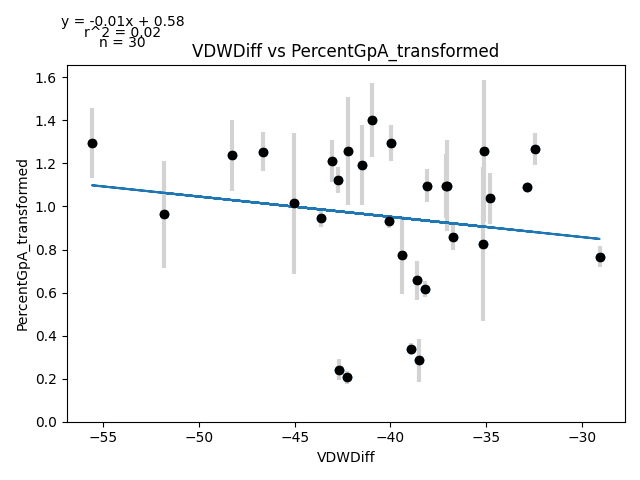 y = -0.01x + 0.58
r^2 = 0.02
n = 30
VDWDiff vs PercentGpA_transformed
PercentGpA_transformed
1.6
1.4
1.2
1.0
0.8
0.6
0.4
0.2
0.0
−55
−50
−45
−40
−35
−30
VDWDiff